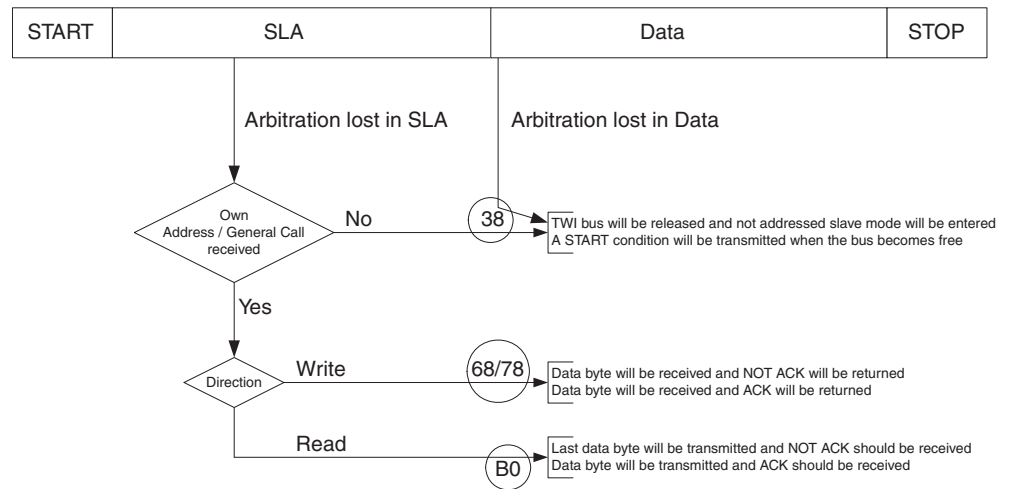 START SLA Data STOP
Arbitration lost in SLA Arbitration lost in Data
Own
Address / General Call
received
No
38
TWI bus will be released and not addressed slave mode will be entered
A START condition will be transmitted when the bus becomes free
Yes
Direction
Write
68/78
Data byte will be received and NOT ACK will be returned
Data byte will be received and ACK will be returned
Read
B0
Last data byte will be transmitted and NOT ACK should be received
Data byte will be transmitted and ACK should be received